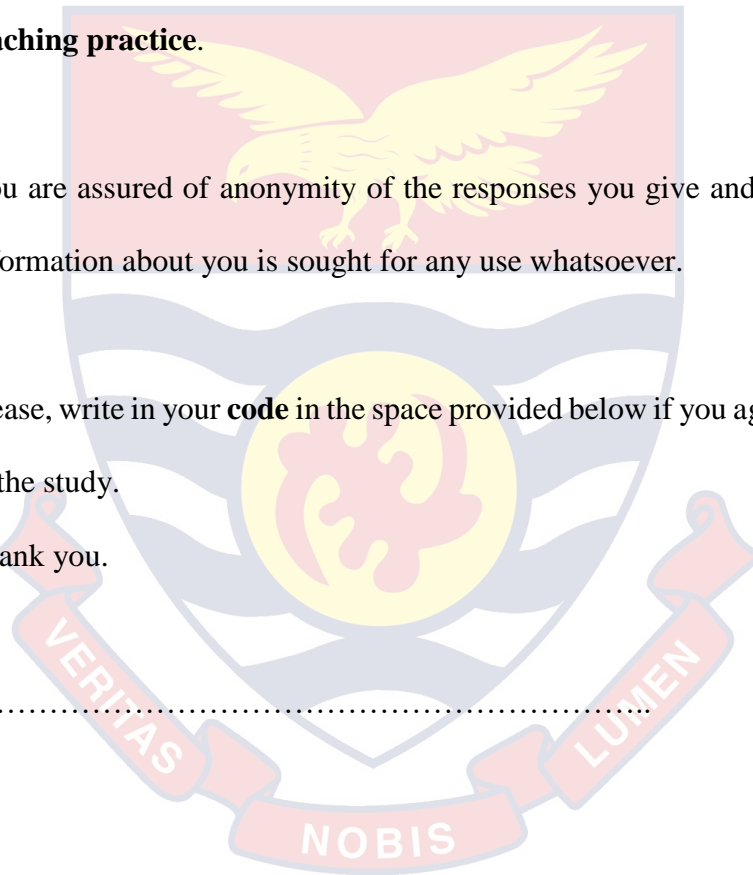 aching practice.
ou are assured of anonymity of the responses you give and
formation about you is sought for any use whatsoever.
ease, write in your code in the space provided below if you ag
the study.
ank you.
…………………………………………………………..
VERITAS
NOBIS
LUMEN